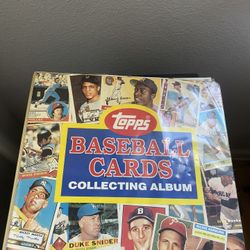 Topps
BASEBALL
CARDS
COLLECTING ALBUM
DUKE SNIDER